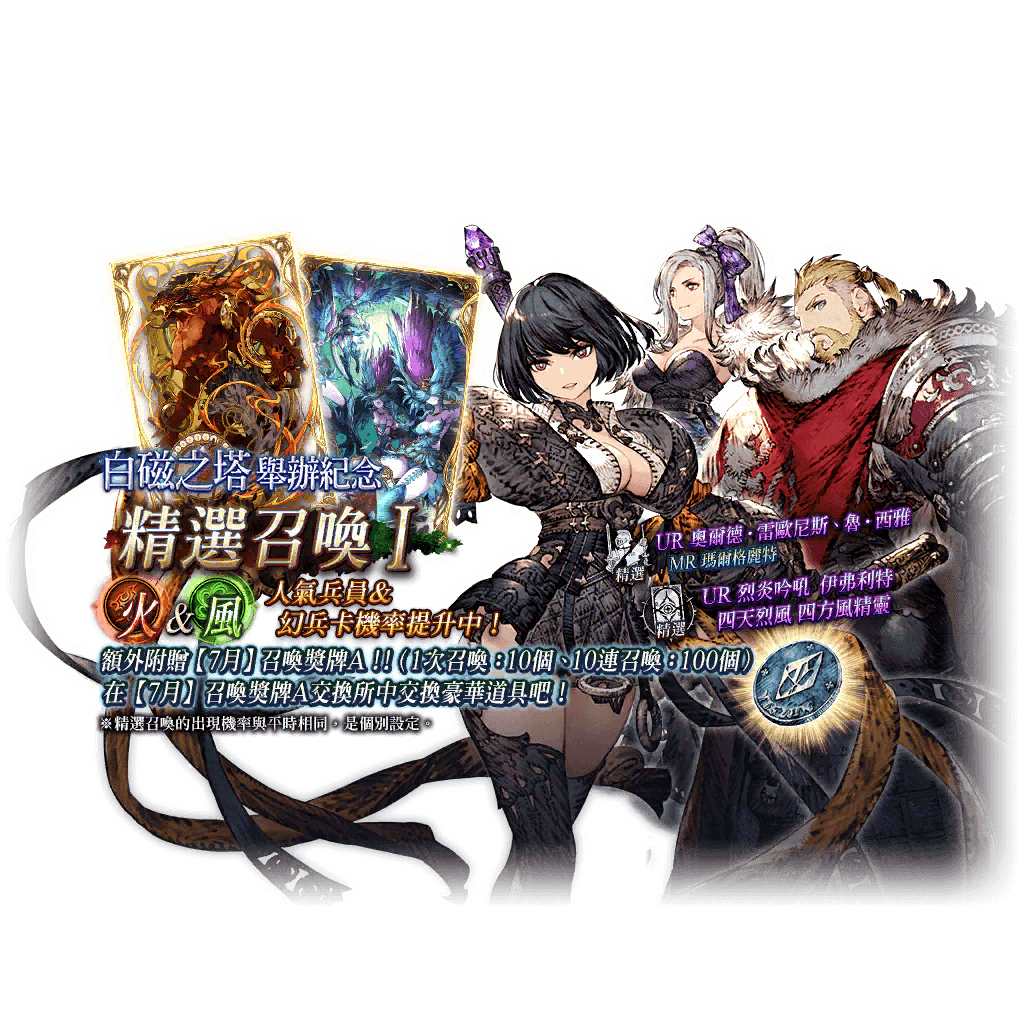 白磁之塔 舉辦紀念
精選召喚 I
火&風
人氣兵員&
幻兵卡機率提升中！
額外附贈【7月】召喚獎牌A!!（1次召喚：10個、10連召喚：100個）
在【7月】召喚獎牌A交換所中交換豪華道具吧！
※精選召喚的出現機率與平時相同，是個別設定。
精選
UR 奧爾德・雷歐尼斯、魯・西雅
MR 瑪爾格麗特
精選
UR 烈炎吟吼 伊弗利特
四天烈風 四方風精靈